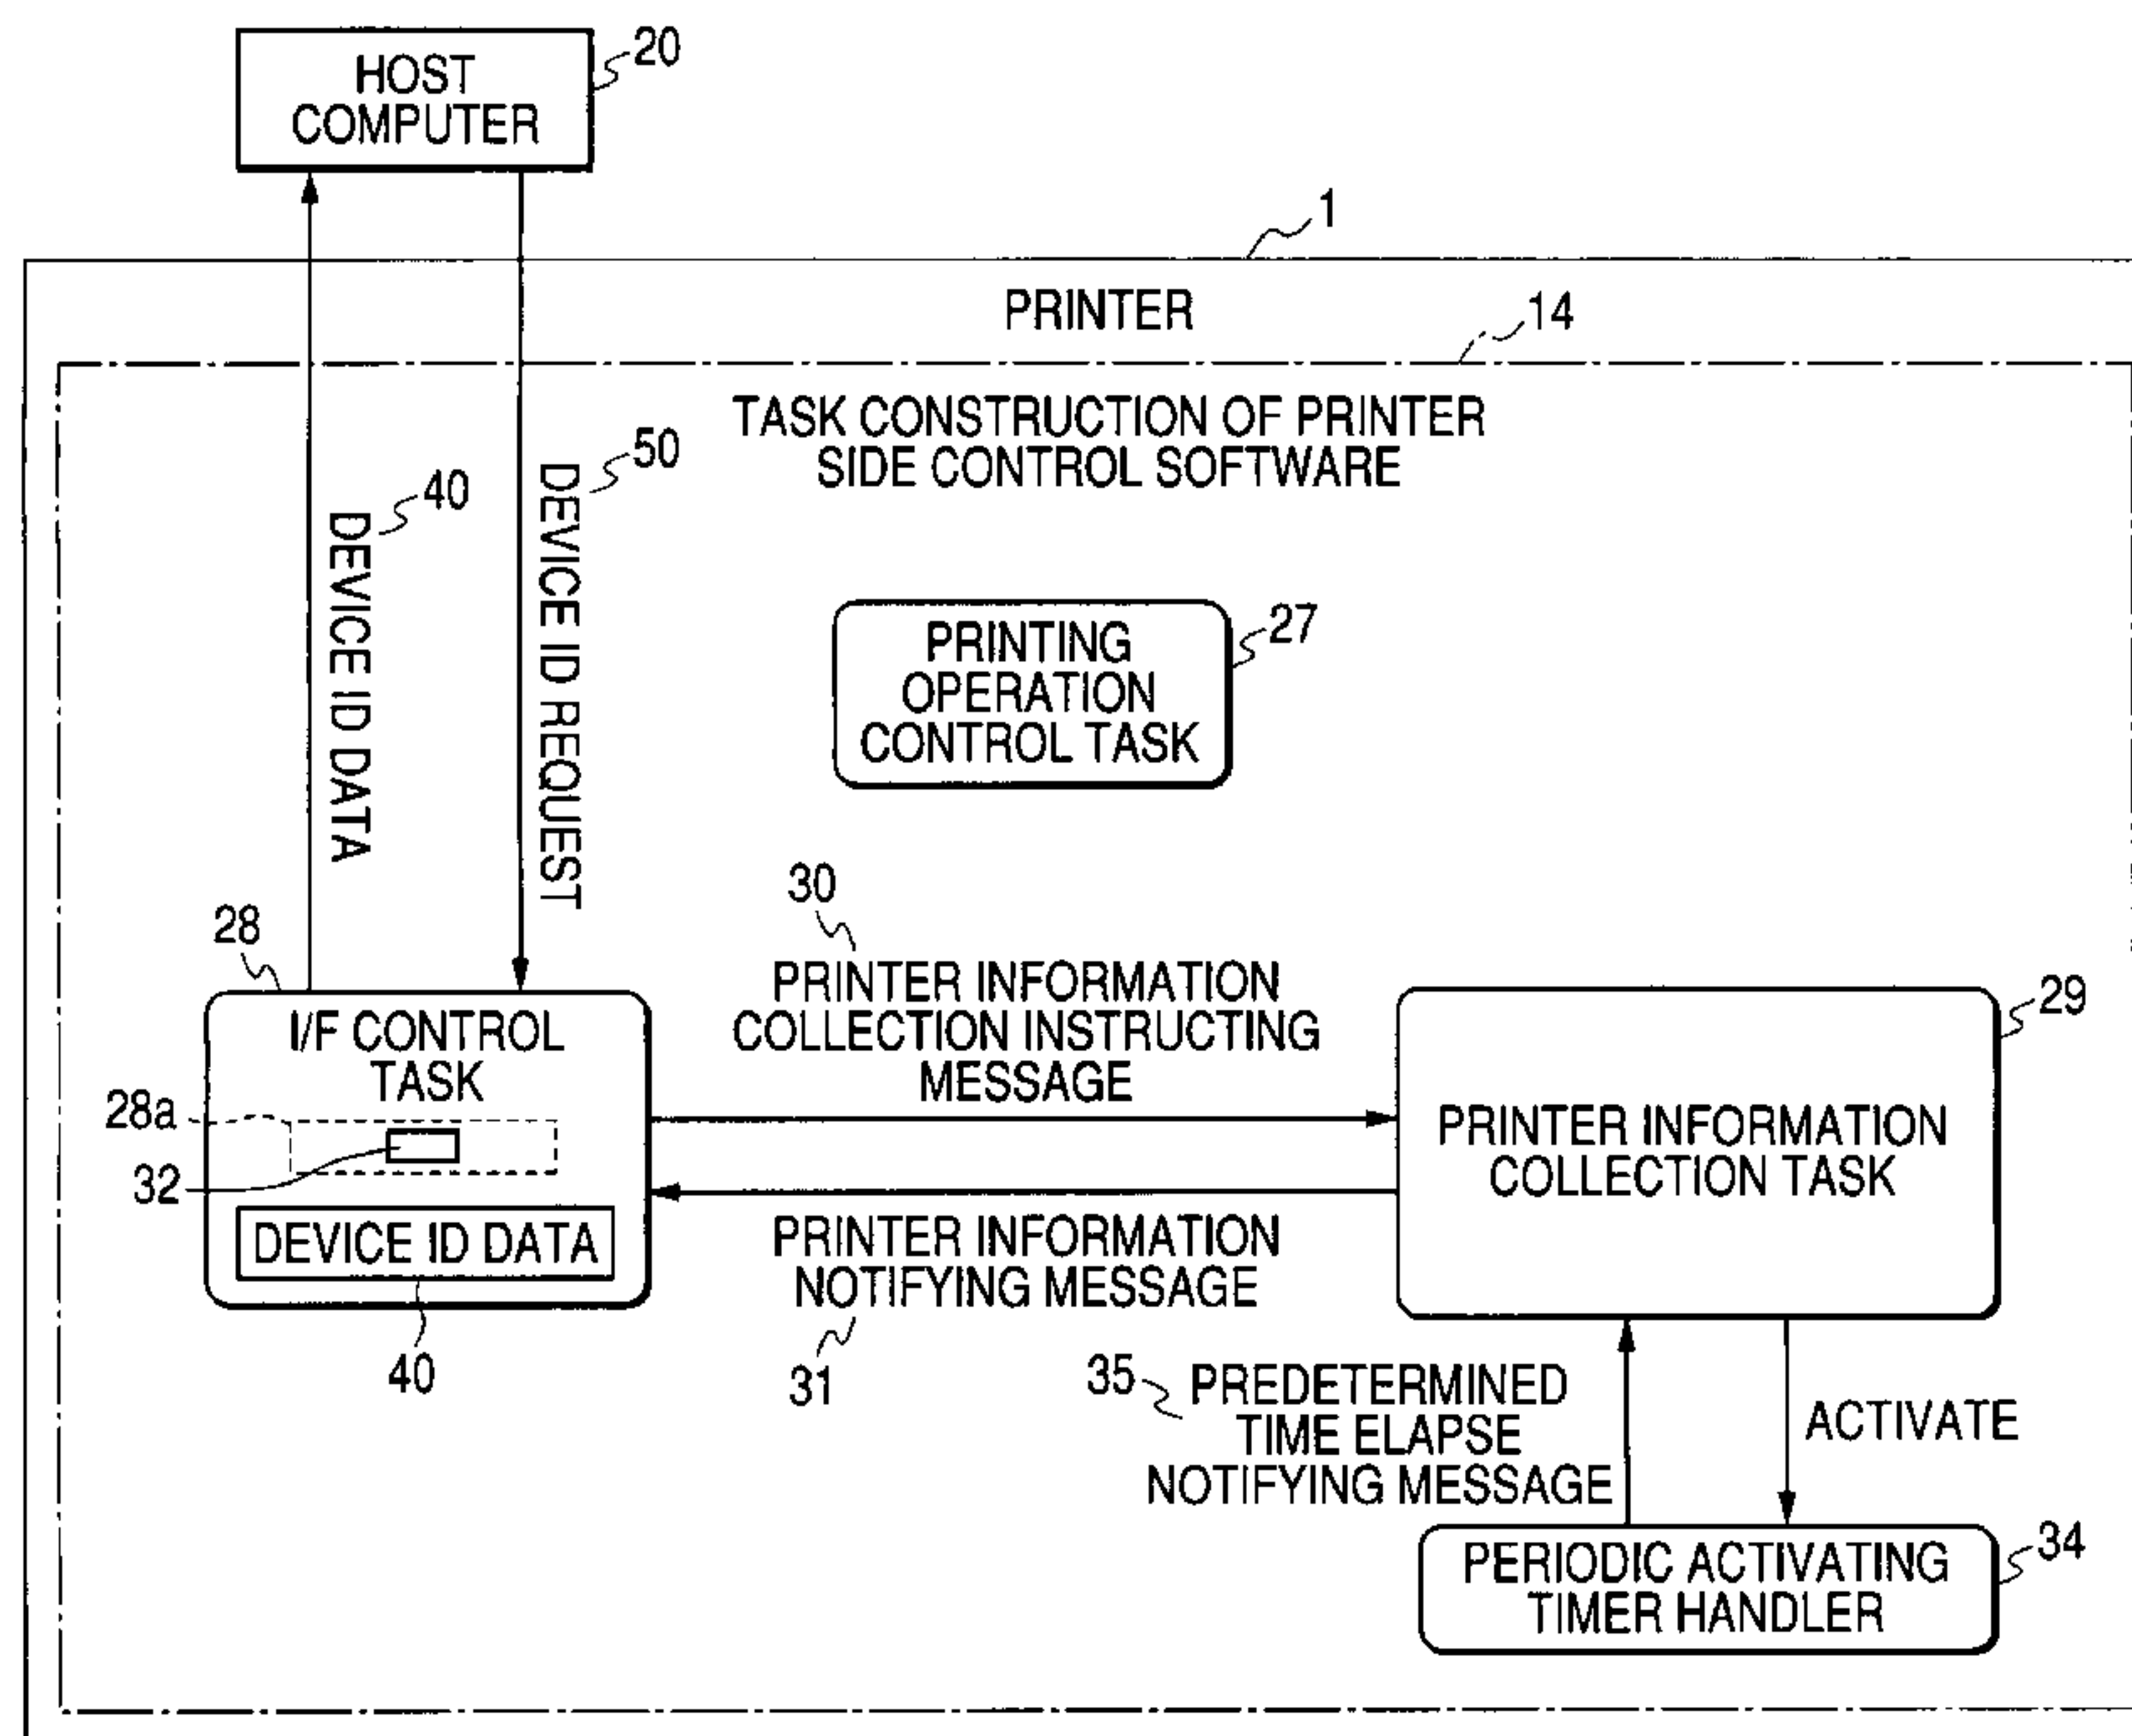 HOST
COMPUTER
20
1
PRINTER
14
TASK CONSTRUCTION OF PRINTER
SIDE CONTROL SOFTWARE
40
DEVICE ID DATA
50
DEVICE ID REQUEST
PRINTING
OPERATION
CONTROL TASK
27
28
I/F CONTROL
TASK
28a
32
DEVICE ID DATA
40
30
PRINTER INFORMATION
COLLECTION INSTRUCTING
MESSAGE
PRINTER INFORMATION
NOTIFYING MESSAGE
31
29
PRINTER INFORMATION
COLLECTION TASK
35
PREDETERMINED
TIME ELAPSE
NOTIFYING MESSAGE
ACTIVATE
PERIODIC ACTIVATING
TIMER HANDLER
34